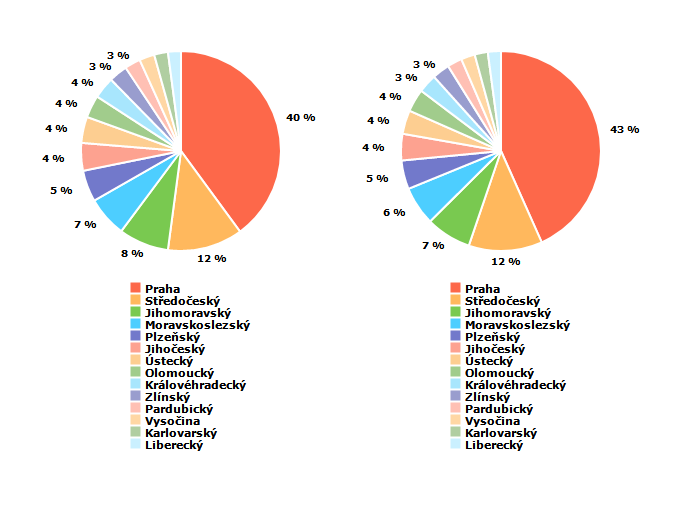 3 %
3 %
4 %
4 %
4 %
4 %
5 %
7 %
8 %
12 %
40 %
Praha
Středočeský
Jihomoravský
Moravskoslezský
Plzeňský
Jihočeský
Ústecký
Olomoucký
Královéhradecký
Zlínský
Pardubický
Vysočina
Karlovarský
Liberecký
3 %
3 %
4 %
4 %
4 %
5 %
6 %
7 %
12 %
43 %
Praha
Středočeský
Jihomoravský
Moravskoslezský
Plzeňský
Jihočeský
Ústecký
Olomoucký
Královéhradecký
Zlínský
Pardubický
Vysočina
Karlovarský
Liberecký